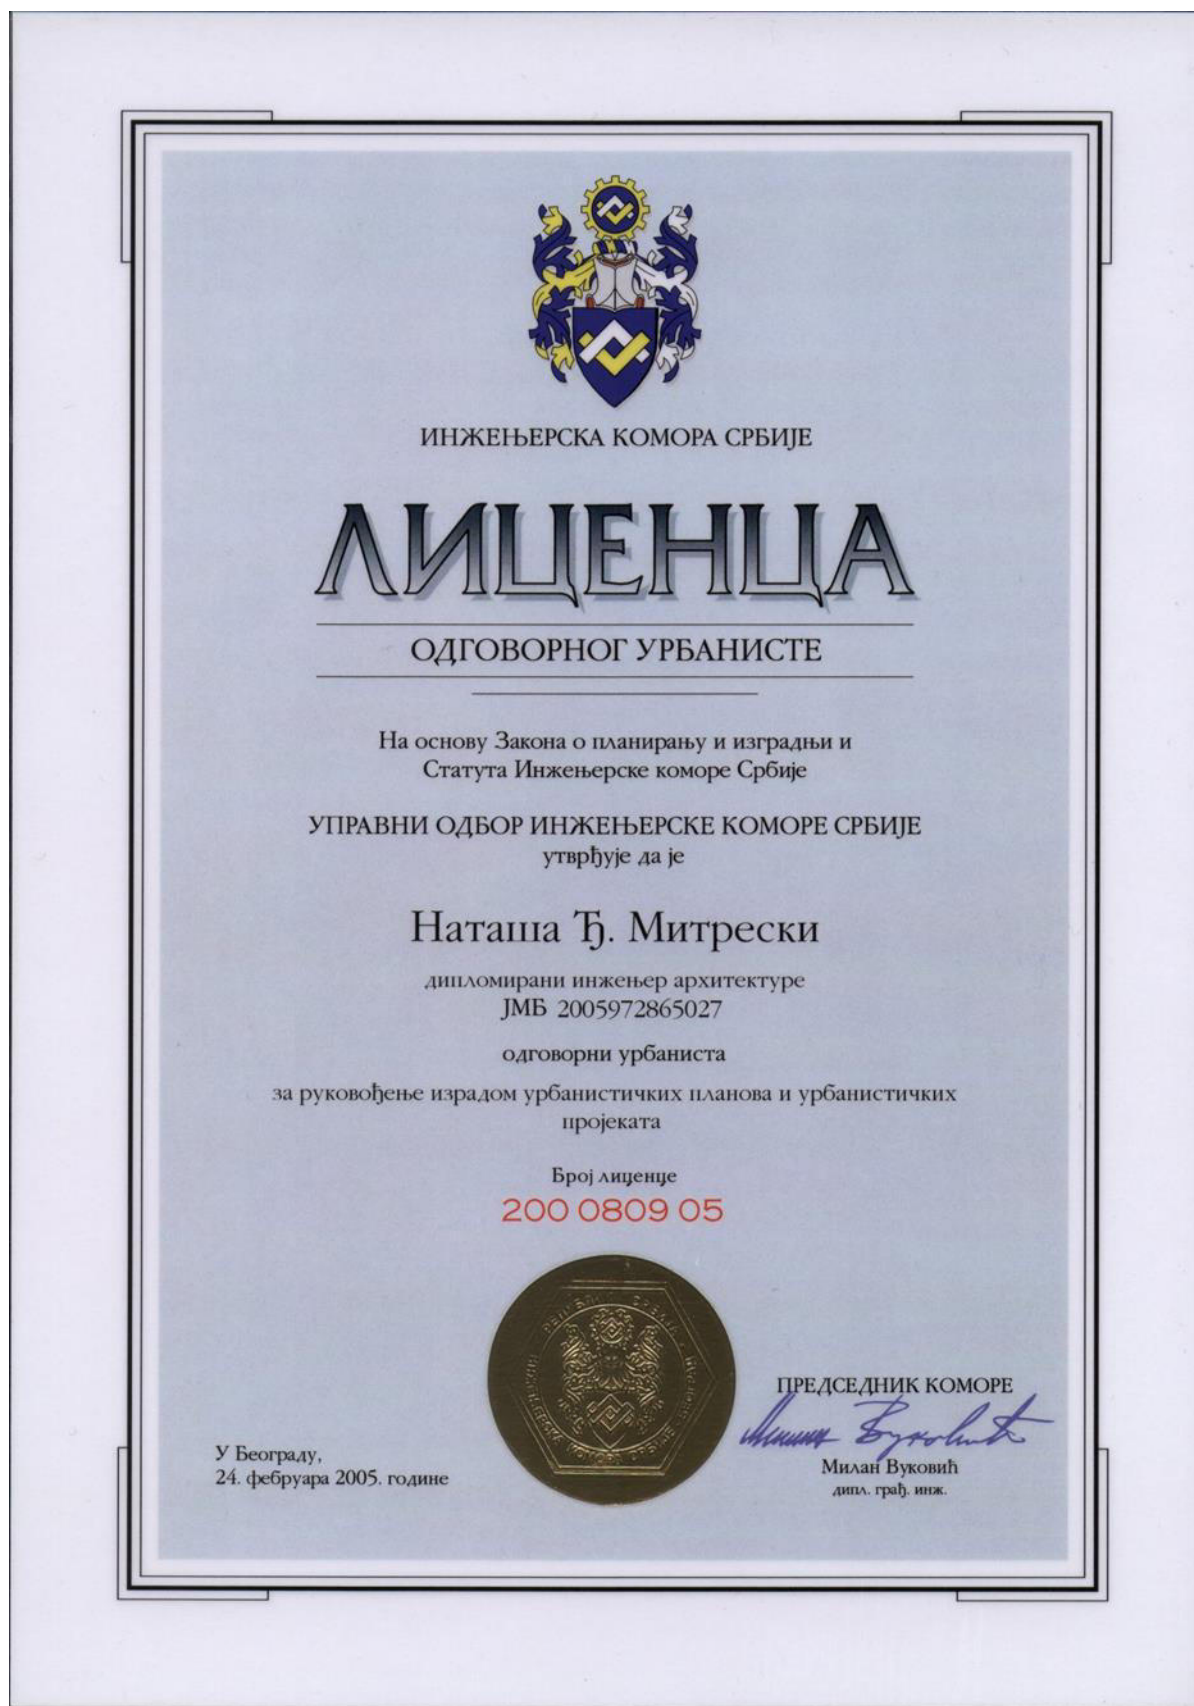 ИНЖЕЊЕРСКА КОМОРА СРБИЈЕ
ЛИЦЕНЦА
ОДГОВОРНОГ УРБАНИСТЕ
На основу Закона о планирању и изградњи и
Статута Инжењерске коморе Србије
УПРАВНИ ОДБОР ИНЖЕЊЕРСКЕ КОМОРЕ СРБИЈЕ
утврђује да је
Наташа Ђ. Митрески
дипломирани инжењер архитектуре
ЈМБ 2005972865027
одговорни урбаниста
за руковођење израдом урбанистичких планова и урбанистичких
пројеката
Број лиценце
200 0809 05
ПРЕДСЕДНИК КОМОРЕ
Милан Вуковић
дипл. грађ. инж.
У Београду,
24. фебруара 2005. године